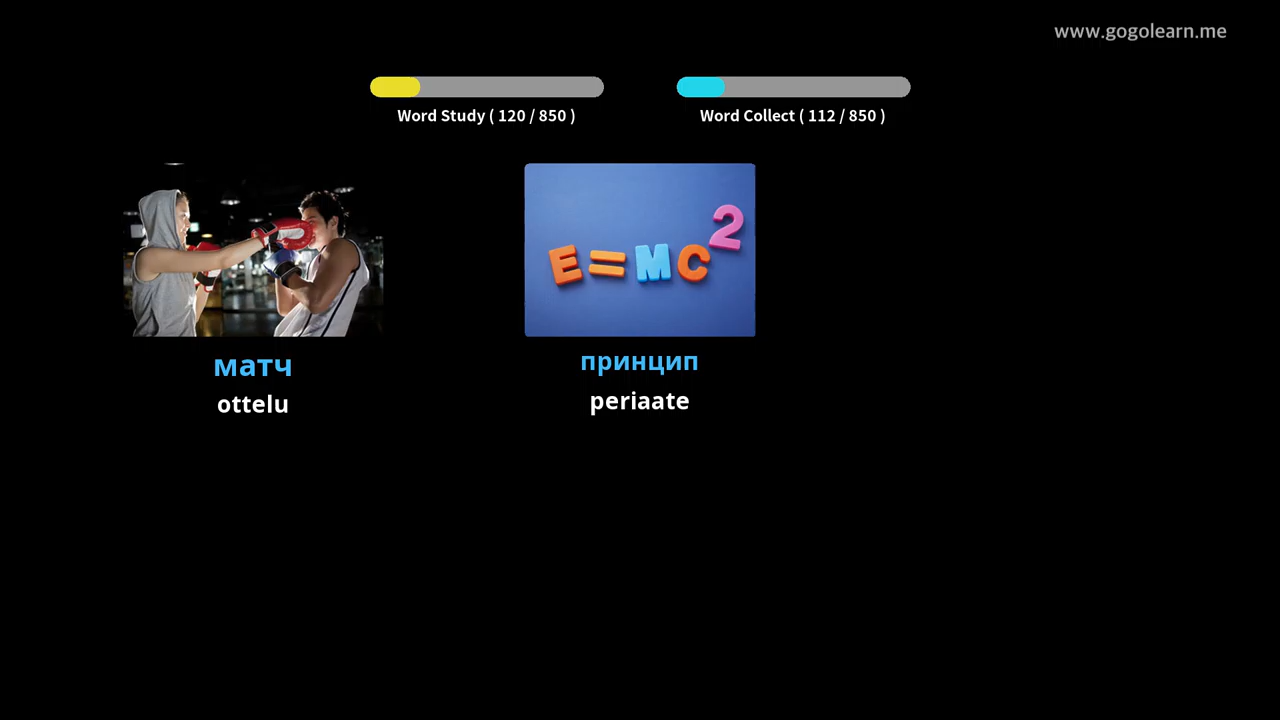 www.gogolearn.me
Word Study ( 120 / 850 )
Word Collect ( 112 / 850 )
E=MC2
матч
ottelu
принцип
periaate